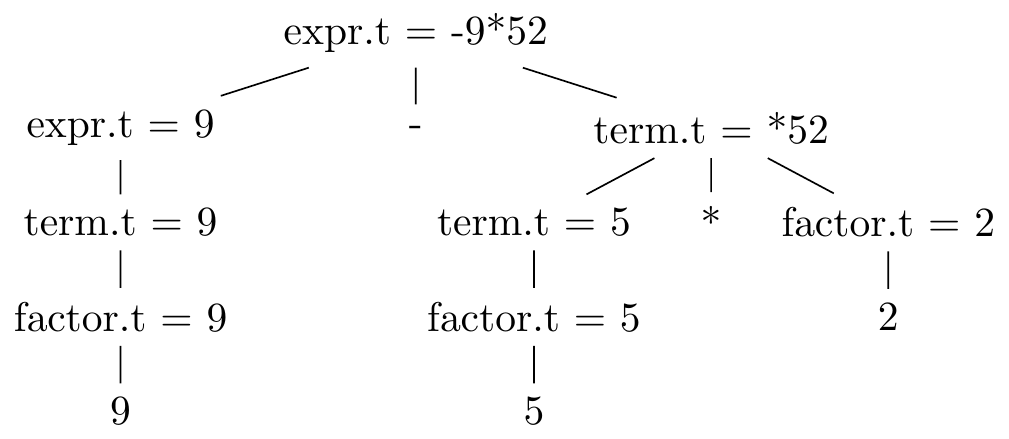 expr.t = -9*52
expr.t = 9 - term.t = *52
term.t = 9 term.t = 5 * factor.t = 2
factor.t = 9 factor.t = 5 2
9 5